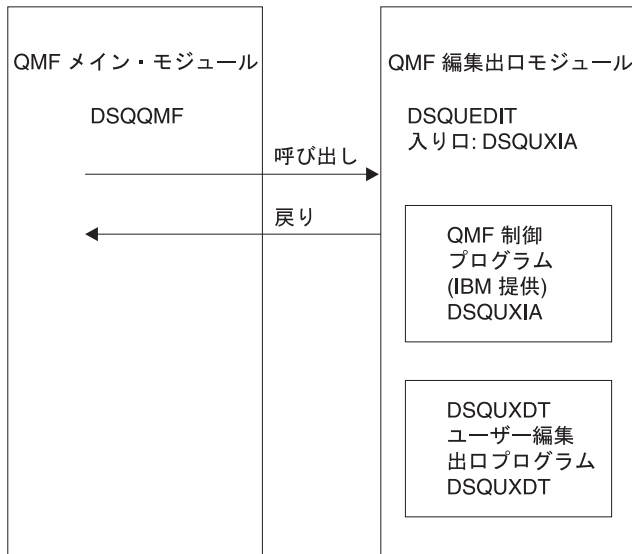 QMF メイン・モジュール
DSQQMF
QMF 編集出口モジュール
DSQUEDIT
入り口: DSQUXIA
呼び出し
戻り
QMF 制御
プログラム
(IBM 提供)
DSQUXIA
DSQUXDT
ユーザー編集
出口プログラム
DSQUXDT